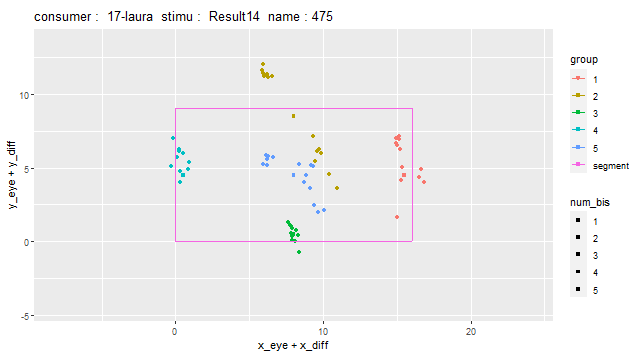 consumer :  17-laura  stimu :  Result14  name : 475
y_eye + y_diff
10
5
0
-5
0
10
20
x_eye + x_diff
group
1
2
3
4
5
segment
num_bis
1
2
3
4
5